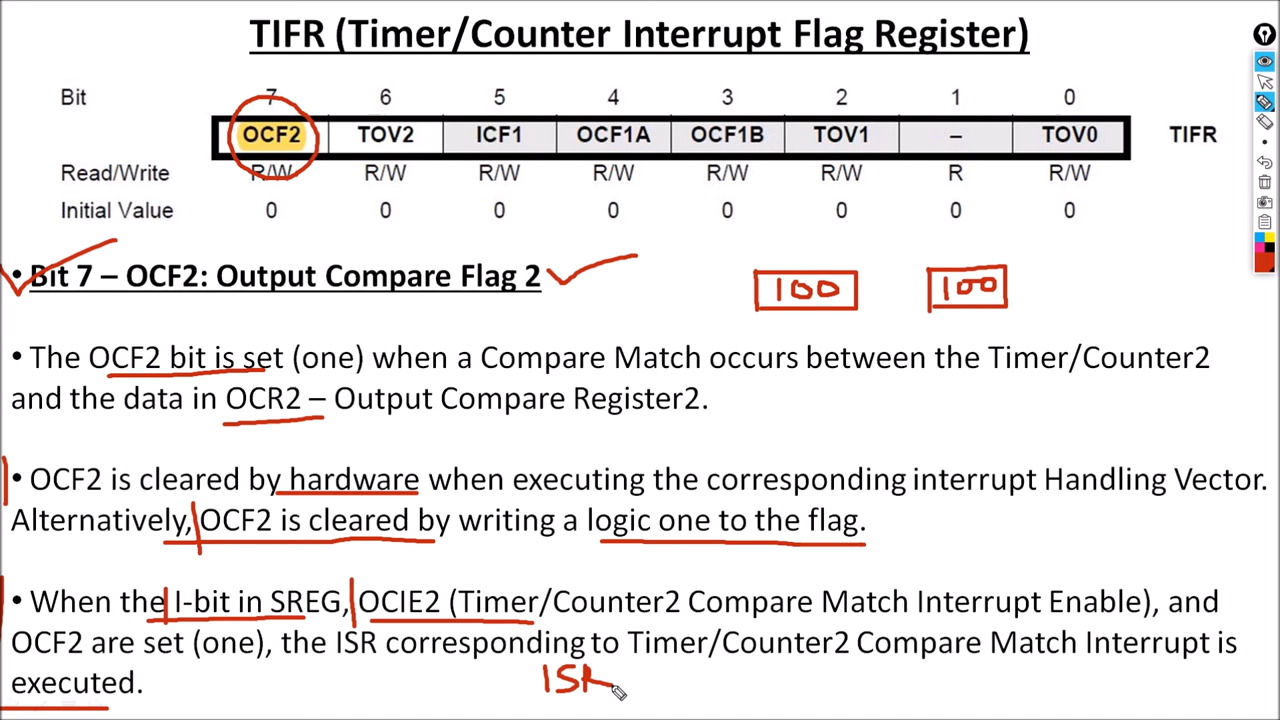 TIFR (Timer/Counter Interrupt Flag Register)
Bit 7 6 5 4 3 2 1 0
OCF2 TOV2 ICF1 OCF1A OCF1B TOV1 – TOV0 TIFR
Read/Write R/W R/W R/W R/W R/W R/W R R/W
Initial Value 0 0 0 0 0 0 0 0
• Bit 7 – OCF2: Output Compare Flag 2
100 100
• The OCF2 bit is set (one) when a Compare Match occurs between the Timer/Counter2
and the data in OCR2 – Output Compare Register2.
• OCF2 is cleared by hardware when executing the corresponding interrupt Handling Vector.
Alternatively, OCF2 is cleared by writing a logic one to the flag.
• When the I-bit in SREG, OCIE2 (Timer/Counter2 Compare Match Interrupt Enable), and
OCF2 are set (one), the ISR corresponding to Timer/Counter2 Compare Match Interrupt is
executed.
ISR